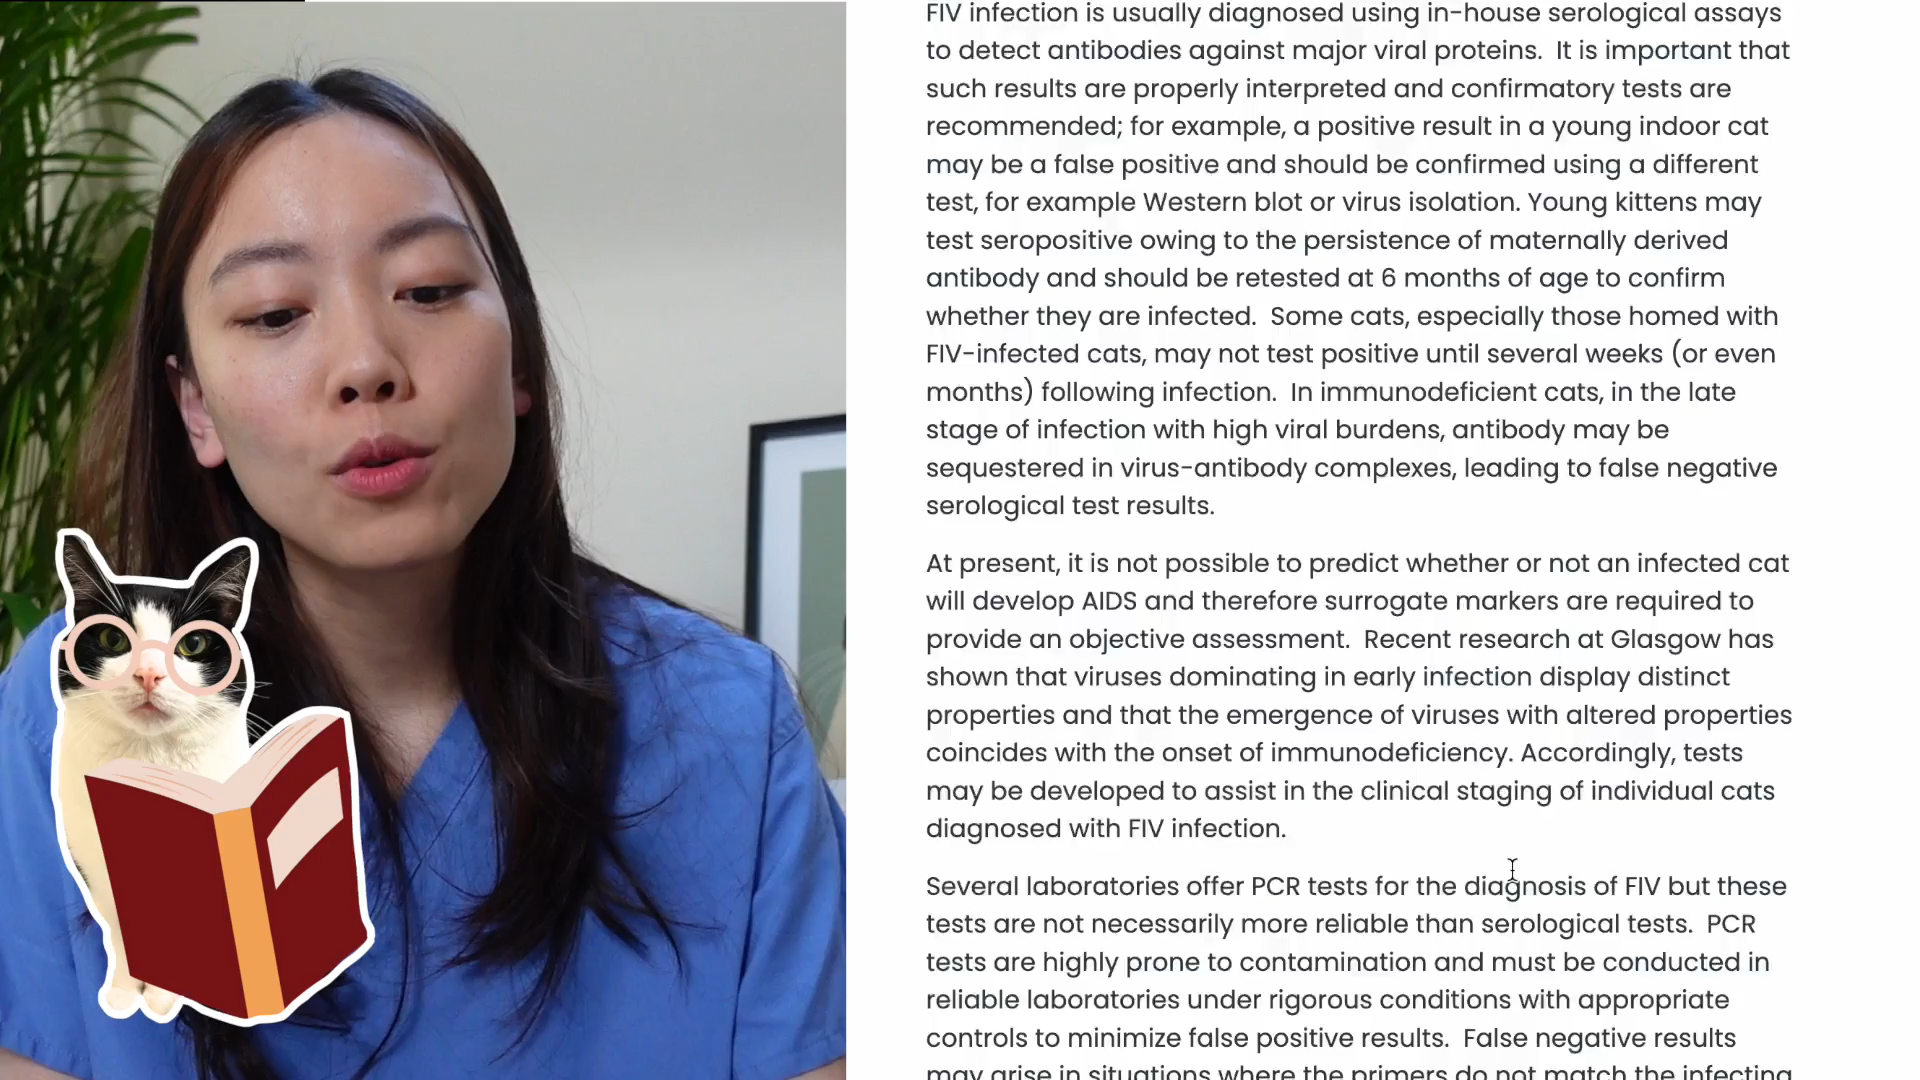 FIV infection is usually diagnosed using in-house serological assays
to detect antibodies against major viral proteins.  It is important that
such results are properly interpreted and confirmatory tests are
recommended; for example, a positive result in a young indoor cat
may be a false positive and should be confirmed using a different
test, for example Western blot or virus isolation. Young kittens may
test seropositive owing to the persistence of maternally derived
antibody and should be retested at 6 months of age to confirm
whether they are infected.  Some cats, especially those homed with
FIV-infected cats, may not test positive until several weeks (or even
months) following infection.  In immunodeficient cats, in the late
stage of infection with high viral burdens, antibody may be
sequestered in virus-antibody complexes, leading to false negative
serological test results.
At present, it is not possible to predict whether or not an infected cat
will develop AIDS and therefore surrogate markers are required to
provide an objective assessment.  Recent research at Glasgow has
shown that viruses dominating in early infection display distinct
properties and that the emergence of viruses with altered properties
coincides with the onset of immunodeficiency. Accordingly, tests
may be developed to assist in the clinical staging of individual cats
diagnosed with FIV infection.
Several laboratories offer PCR tests for the diagnosis of FIV but these
tests are not necessarily more reliable than serological tests.  PCR
tests are highly prone to contamination and must be conducted in
reliable laboratories under rigorous conditions with appropriate
controls to minimize false positive results.  False negative results
may arise in situations where the primers do not match the infecting